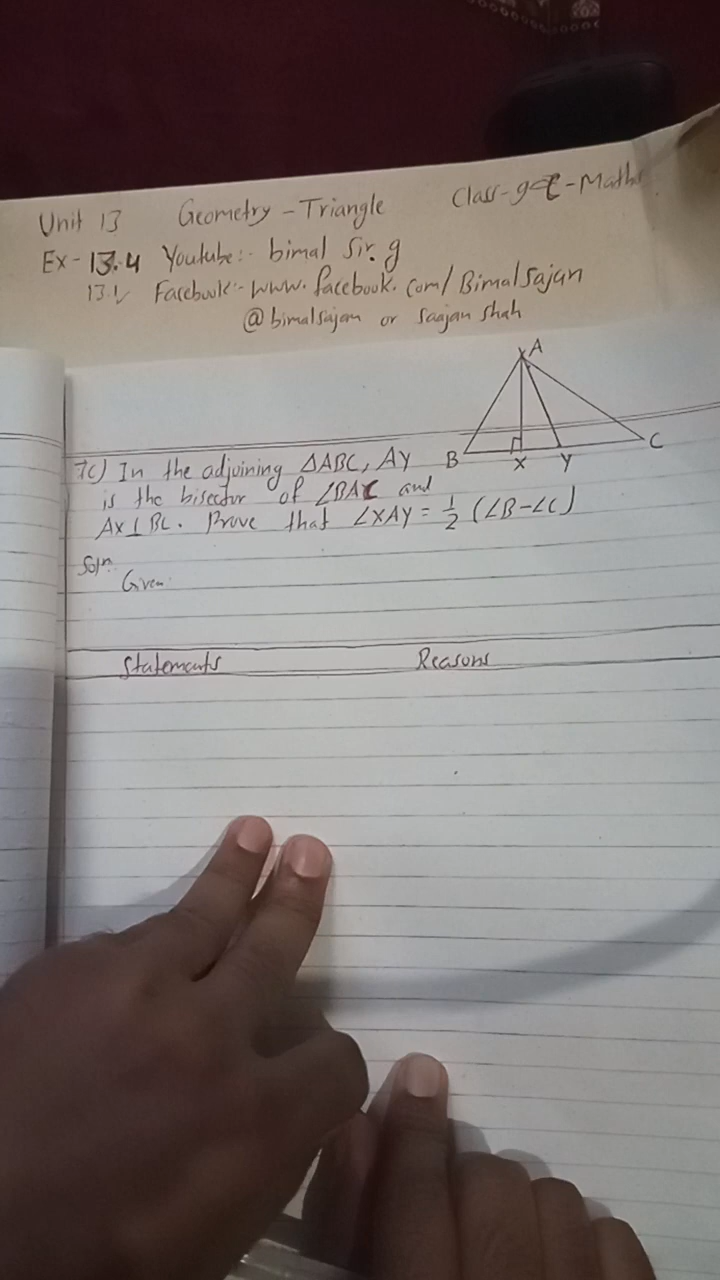 Unit 13 Geometry - Triangle Class-9 - Maths
Ex- 13.4 Youtube:- bimal sir. g
13.1 Facebook:- www.facebook.com/Bimalsajan
@bimalsajan or saajan shah
A
B X Y C
7c) In the adjoining ΔABC, AY
is the bisector of ∠BAC and
AX⊥BC. Prove that ∠XAY = 1/2 (∠B-∠C)
Soln.
Given:
Statements Reasons